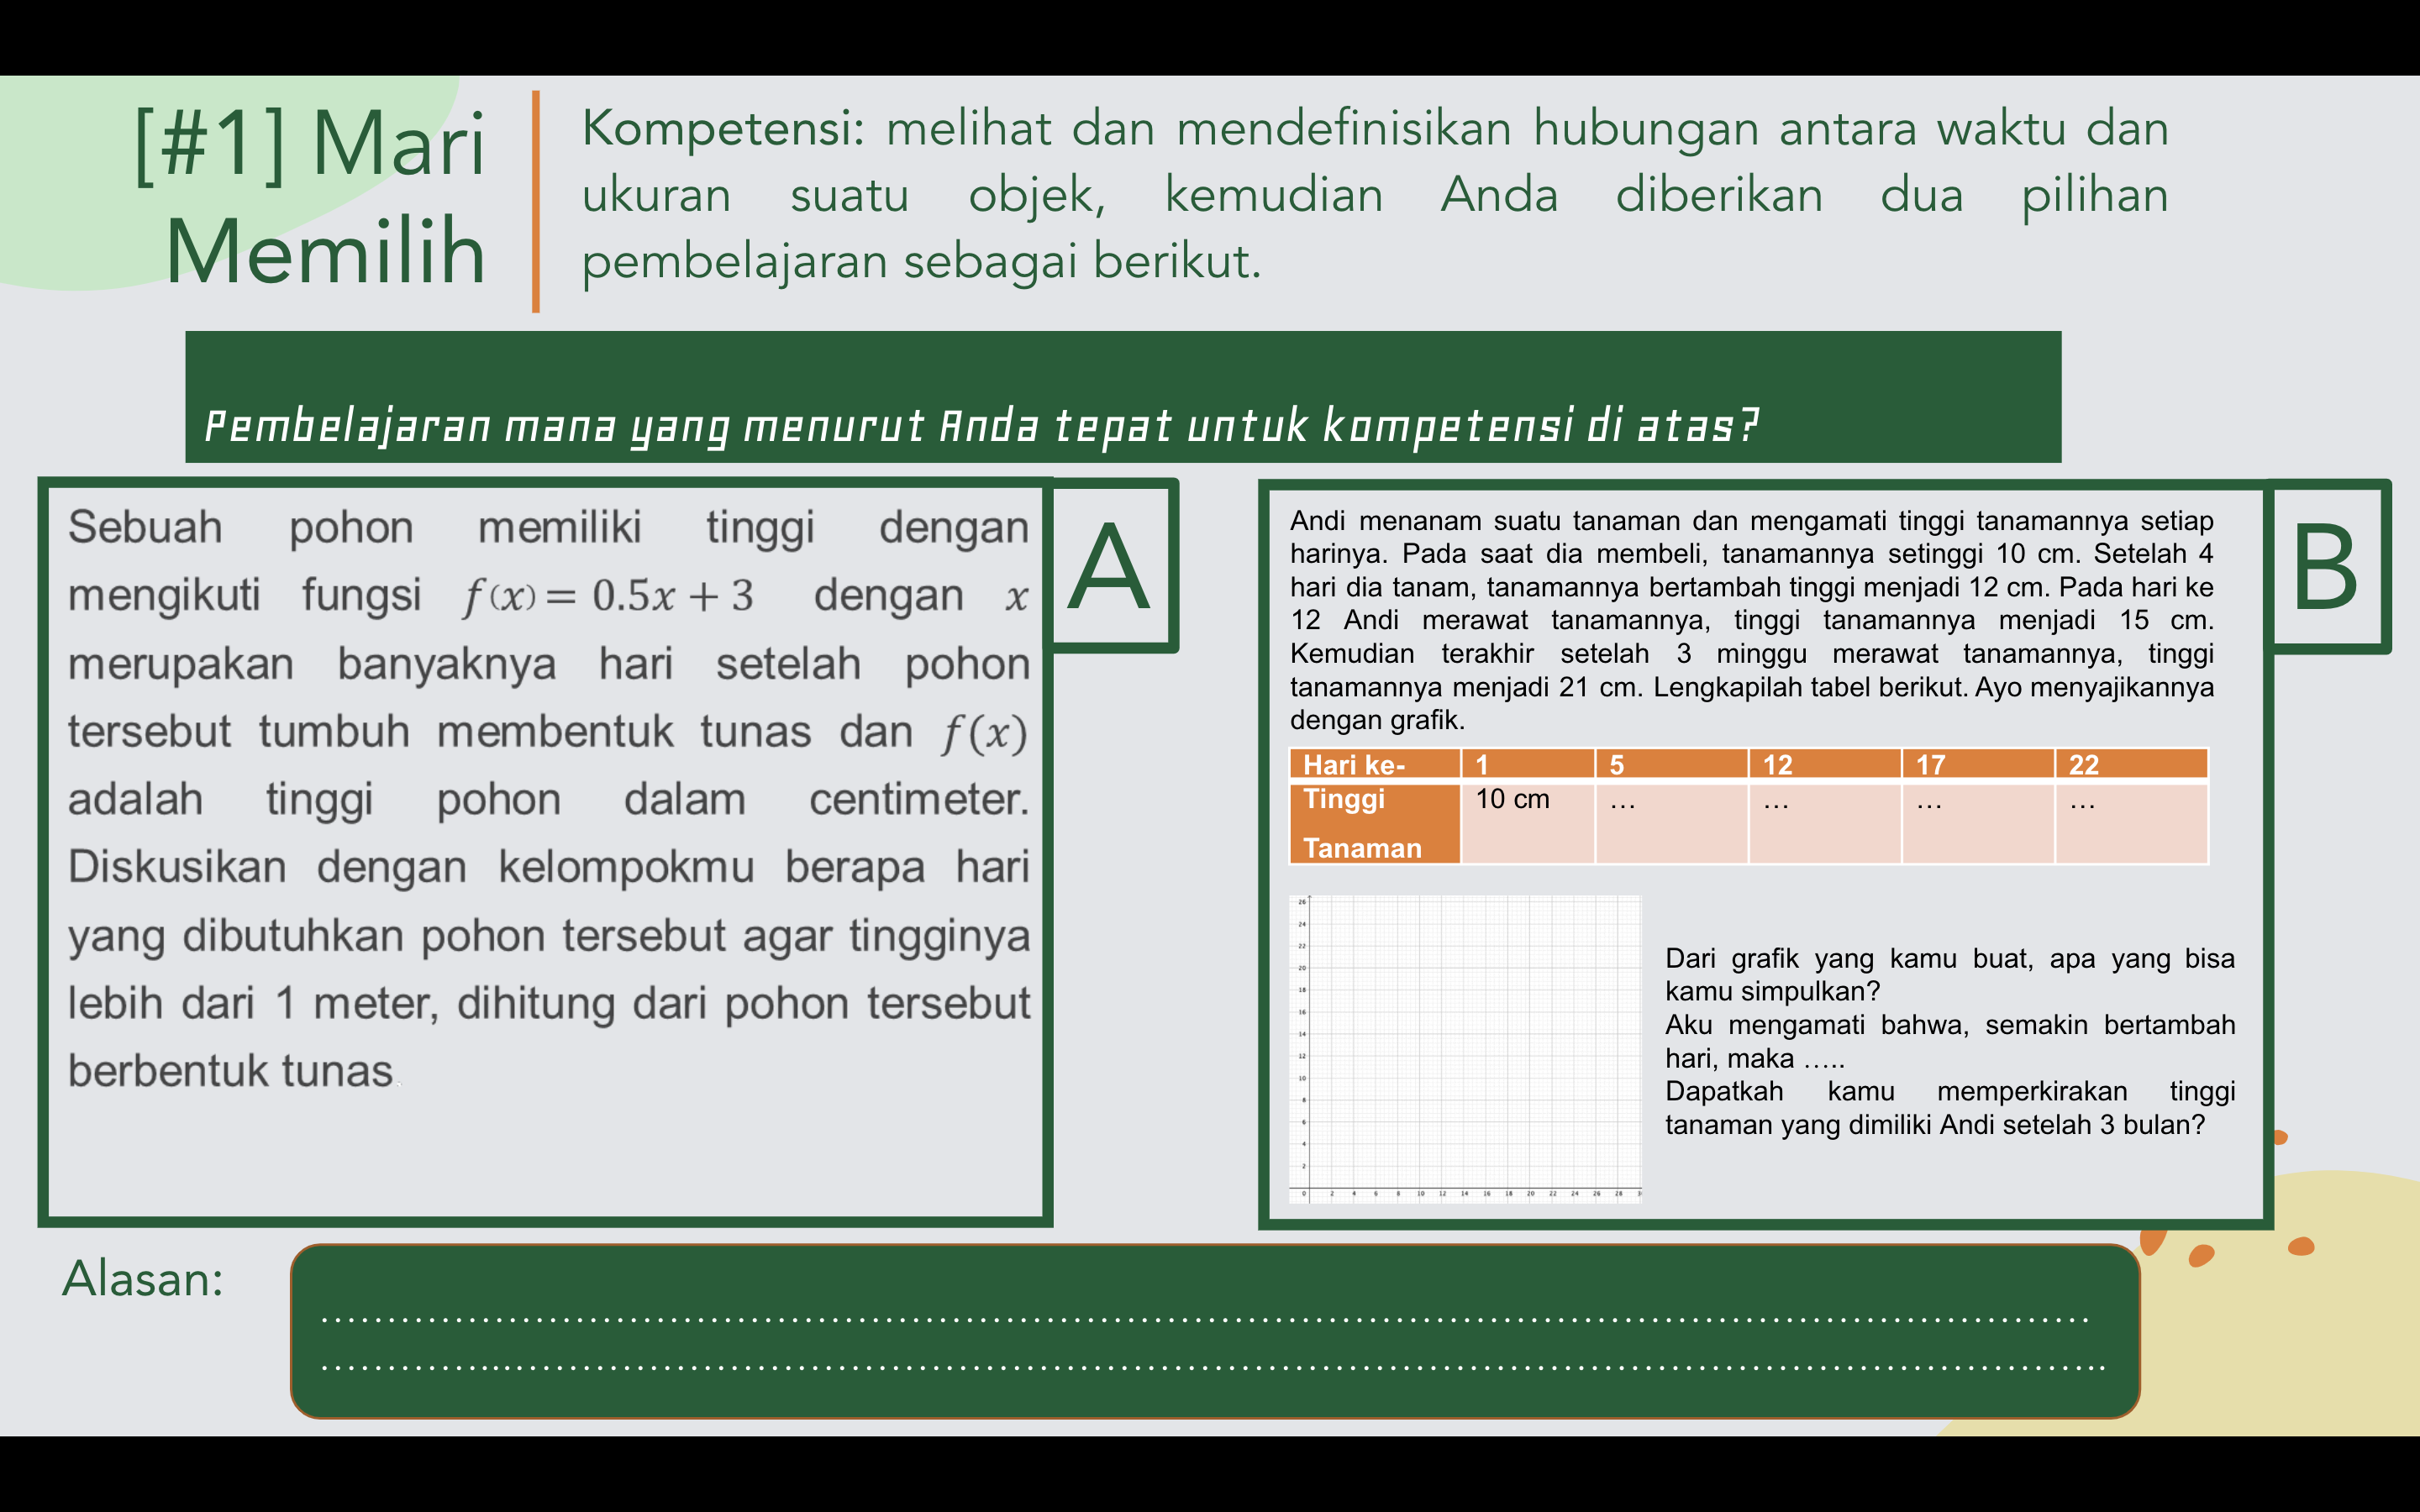 [#1] Mari
Memilih
Kompetensi: melihat dan mendefinisikan hubungan antara waktu dan
ukuran suatu objek, kemudian Anda diberikan dua pilihan
pembelajaran sebagai berikut.
Pembelajaran mana yang menurut Anda tepat untuk kompetensi di atas?
A
Sebuah pohon memiliki tinggi dengan
mengikuti fungsi f(x) = 0.5x + 3 dengan x
merupakan banyaknya hari setelah pohon
tersebut tumbuh membentuk tunas dan f(x)
adalah tinggi pohon dalam centimeter.
Diskusikan dengan kelompokmu berapa hari
yang dibutuhkan pohon tersebut agar tingginya
lebih dari 1 meter, dihitung dari pohon tersebut
berbentuk tunas.
B
Andi menanam suatu tanaman dan mengamati tinggi tanamannya setiap
harinya. Pada saat dia membeli, tanamannya setinggi 10 cm. Setelah 4
hari dia tanam, tanamannya bertambah tinggi menjadi 12 cm. Pada hari ke
12 Andi merawat tanamannya, tinggi tanamannya menjadi 15 cm.
Kemudian terakhir setelah 3 minggu merawat tanamannya, tinggi
tanamannya menjadi 21 cm. Lengkapilah tabel berikut. Ayo menyajikannya
dengan grafik.
Hari ke- 1 5 12 17 22
Tinggi 10 cm … … … …
Tanaman
26
24
22
20
18
16
14
12
10
8
6
4
2
0 2 4 6 8 10 12 14 16 18 20 22 24 26 28
Dari grafik yang kamu buat, apa yang bisa
kamu simpulkan?
Aku mengamati bahwa, semakin bertambah
hari, maka …..
Dapatkah kamu memperkirakan tinggi
tanaman yang dimiliki Andi setelah 3 bulan?
Alasan: